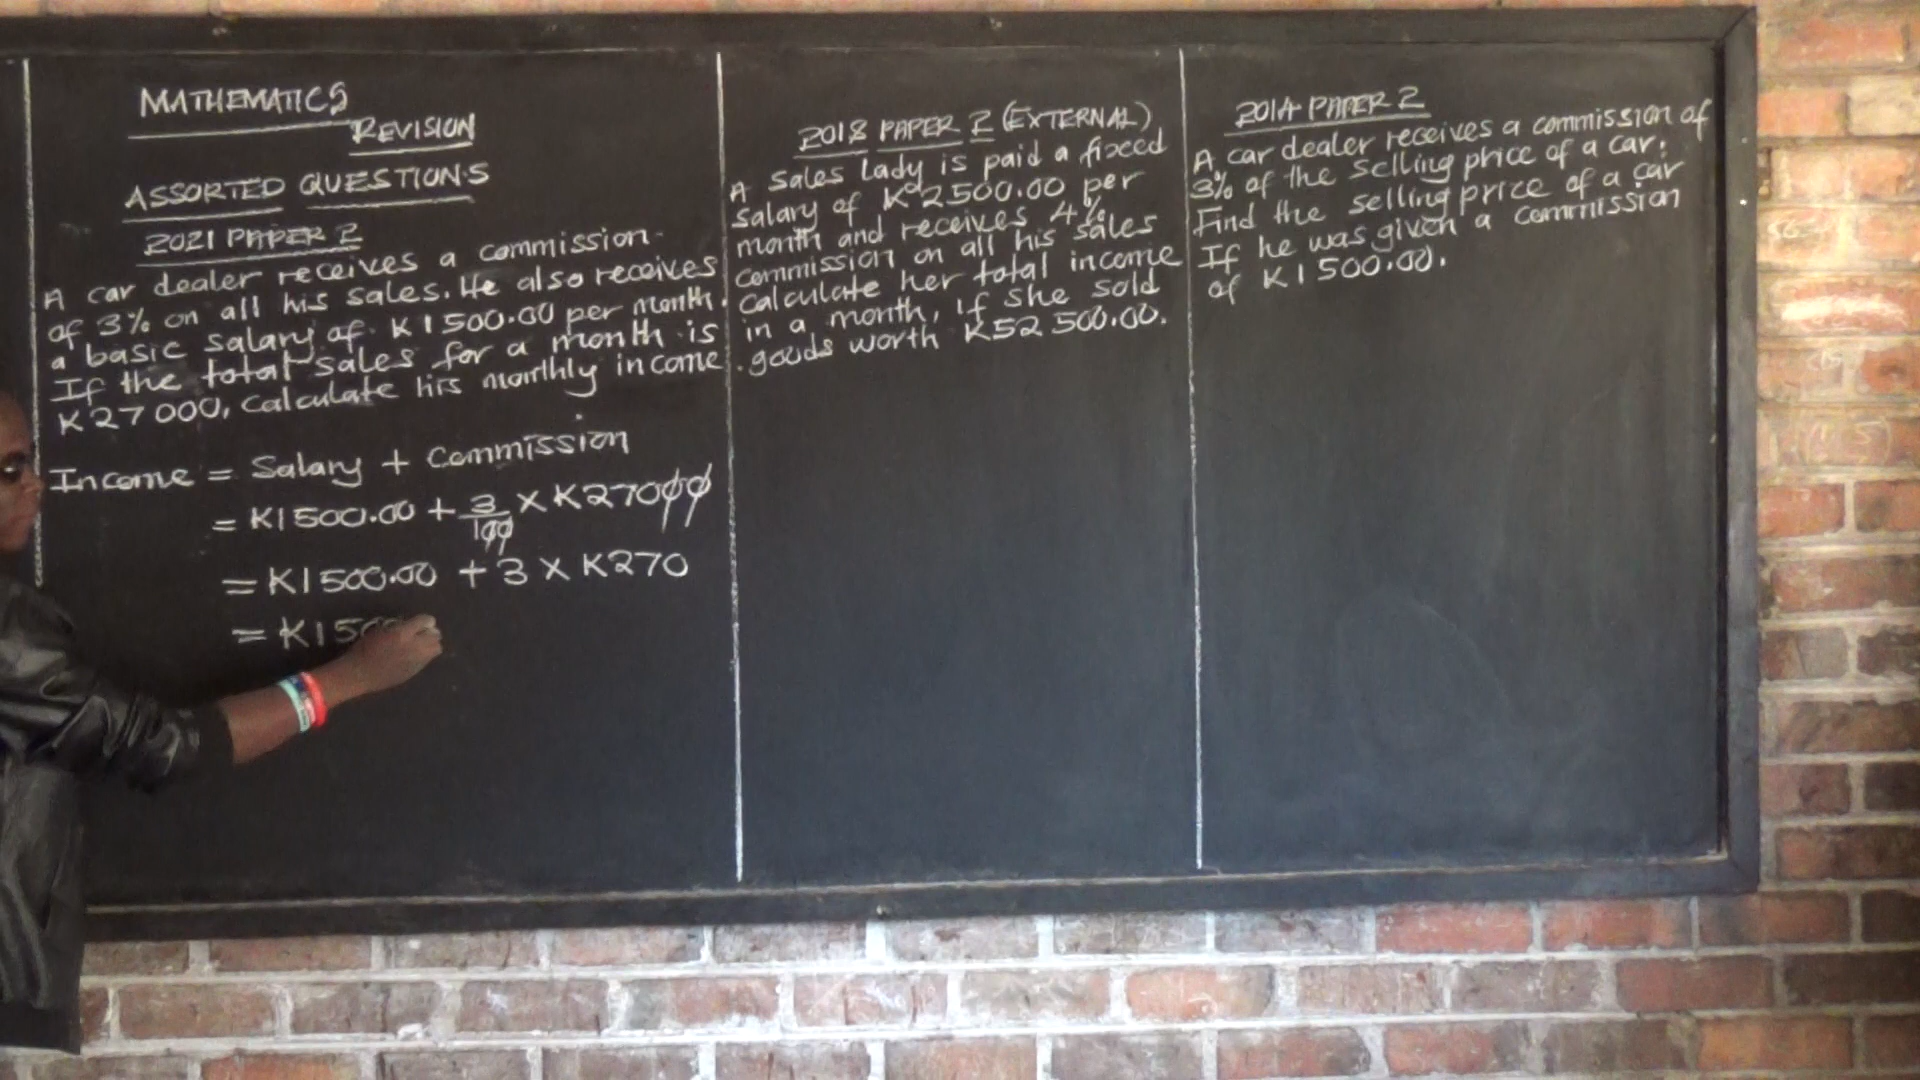 MATHEMATICS
REVISION
ASSORTED QUESTIONS
2021 PAPER 2
A car dealer receives a commission
of 3% on all his sales. He also receives
a basic salary of K1500.00 per month.
If the total sales for a month is
K27000, calculate his monthly income.
Income = Salary + Commission
= K1500.00 + 3/100 × K27000
= K1500.00 + 3 × K270
= K150
2018 PAPER 2 (EXTERNAL)
A sales lady is paid a fixed
salary of K2500.00 per
month and receives 4%
commission on all his sales
calculate her total income
in a month, if she sold
goods worth K52 500.00.
2014 PAPER 2
A car dealer receives a commission of
3% of the selling price of a car.
Find the selling price of a car
If he was given a commission
of K1500.00.